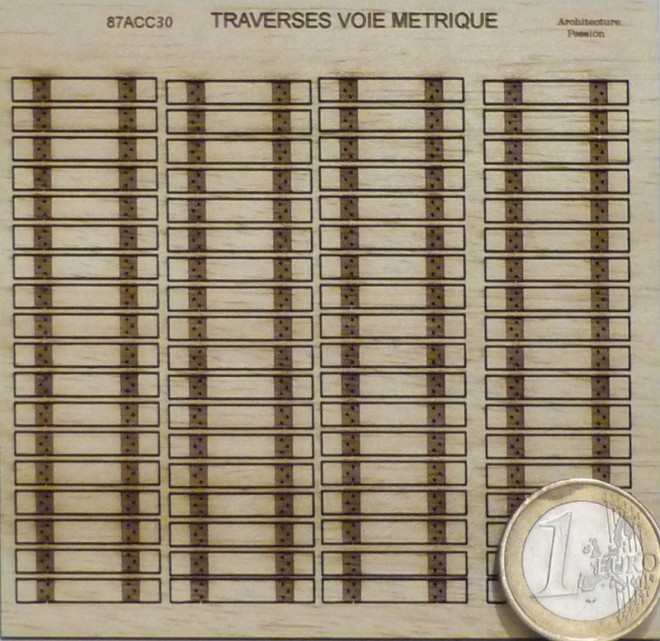 87ACC30
TRAVERSES VOIE METRIQUE
Architecture
Passion
1
EURO